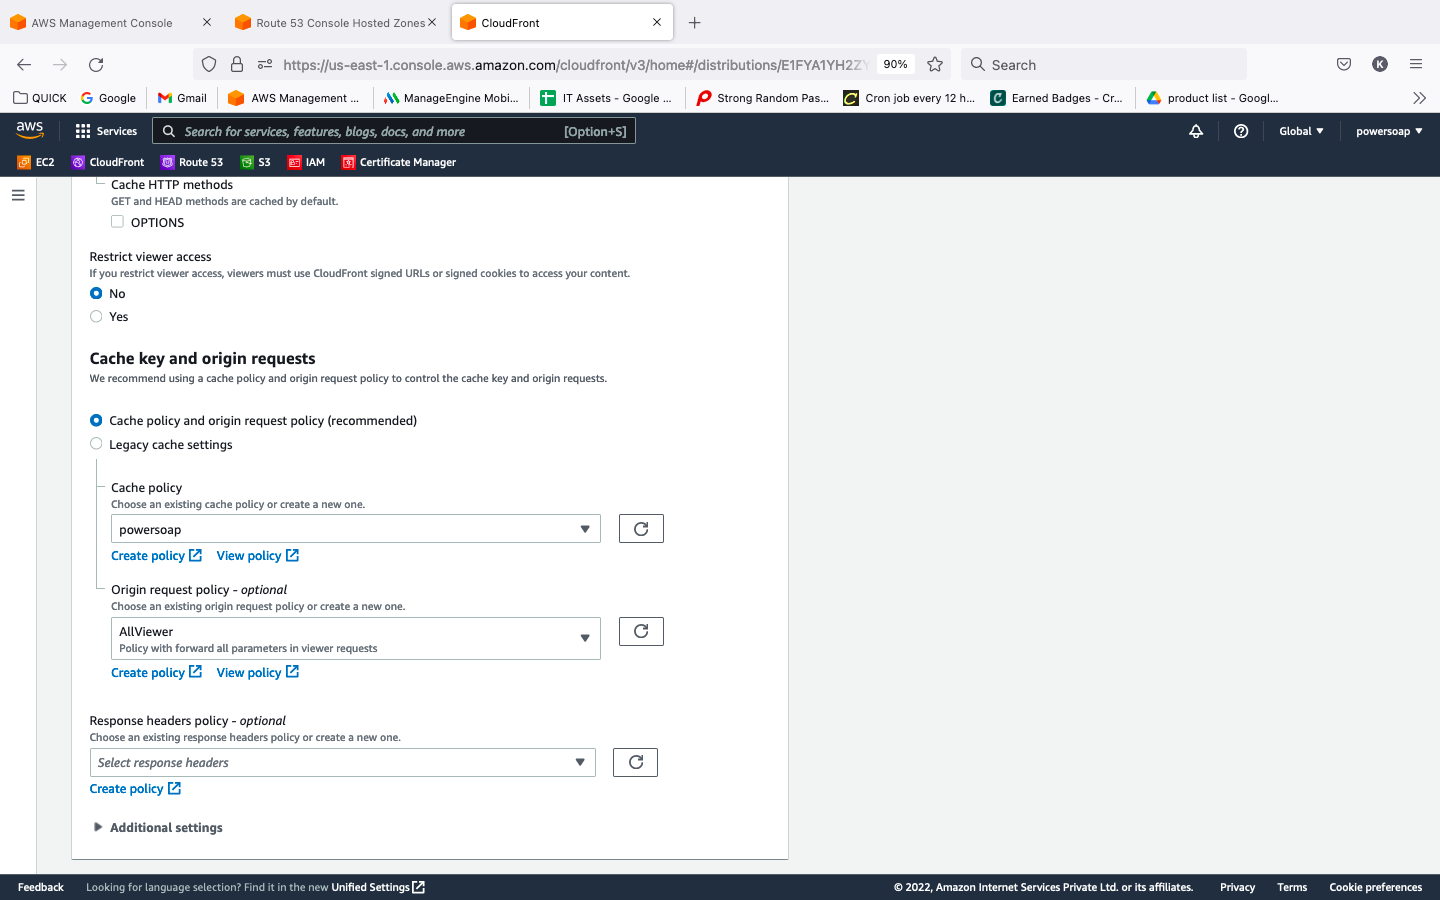 AWS Management Console
Route 53 Console Hosted Zones
CloudFront
https://us-east-1.console.aws.amazon.com/cloudfront/v3/home#/distributions/E1FYA1YH2ZY
90%
Search
K
QUICK
Google
Gmail
AWS Management ...
ManageEngine Mobi...
IT Assets - Google ...
Strong Random Pas...
Cron job every 12 h...
Earned Badges - Cr...
product list - Googl...
aws
Services
Search for services, features, blogs, docs, and more
[Option+S]
Global
powersoap
EC2
CloudFront
Route 53
S3
IAM
Certificate Manager
Cache HTTP methods
GET and HEAD methods are cached by default.
OPTIONS
Restrict viewer access
If you restrict viewer access, viewers must use CloudFront signed URLs or signed cookies to access your content.
No
Yes
Cache key and origin requests
We recommend using a cache policy and origin request policy to control the cache key and origin requests.
Cache policy and origin request policy (recommended)
Legacy cache settings
Cache policy
Choose an existing cache policy or create a new one.
powersoap
Create policy
View policy
Origin request policy - optional
Choose an existing origin request policy or create a new one.
AllViewer
Policy with forward all parameters in viewer requests
Create policy
View policy
Response headers policy - optional
Choose an existing response headers policy or create a new one.
Select response headers
Create policy
Additional settings
Feedback
Looking for language selection? Find it in the new Unified Settings
© 2022, Amazon Internet Services Private Ltd. or its affiliates.
Privacy
Terms
Cookie preferences